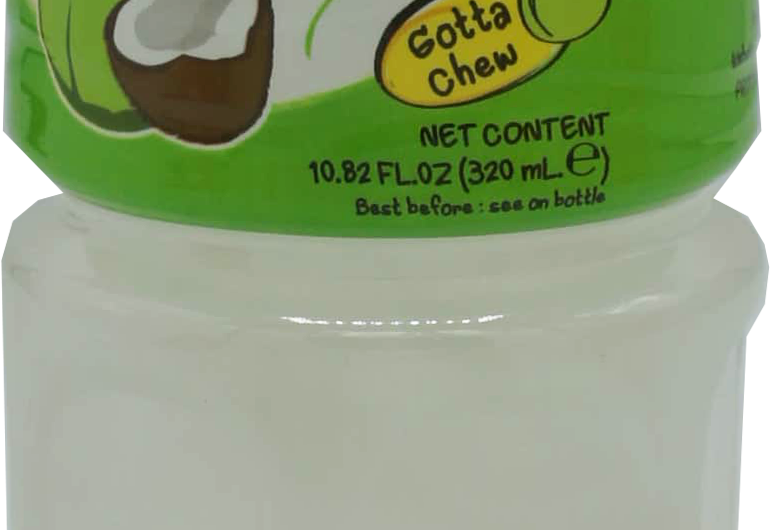 Gotta
Chew
NET CONTENT
10.82 FL.OZ (320 mL.℮)
Best before : see on bottle